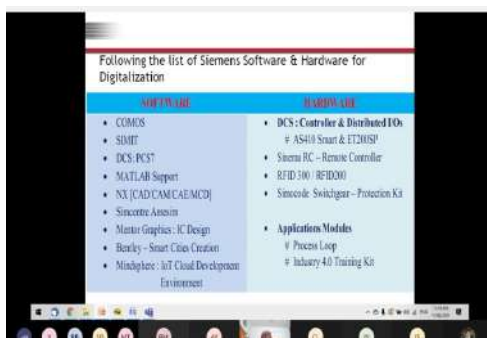 Following the list of Siemens Software & Hardware for
Digitalization
SOFTWARE
COMOS
SIMIT
DCS: PCS7
MATLAB Support
NX [CAD/CAM/CAE/MCD]
Simcentre Amesim
Mentor Graphics : IC Design
Bentley – Smart Cities Creation
Mindsphere : IoT Cloud Development
Environment
HARDWARE
DCS : Controller & Distributed I/Os
# AS410 Smart & ET200SP
Sinema RC – Remote Controller
RFID 300 / RFID200
Simocode Switchgear – Protection Kit
Applications Modules
# Process Loop
# Industry 4.0 Training Kit